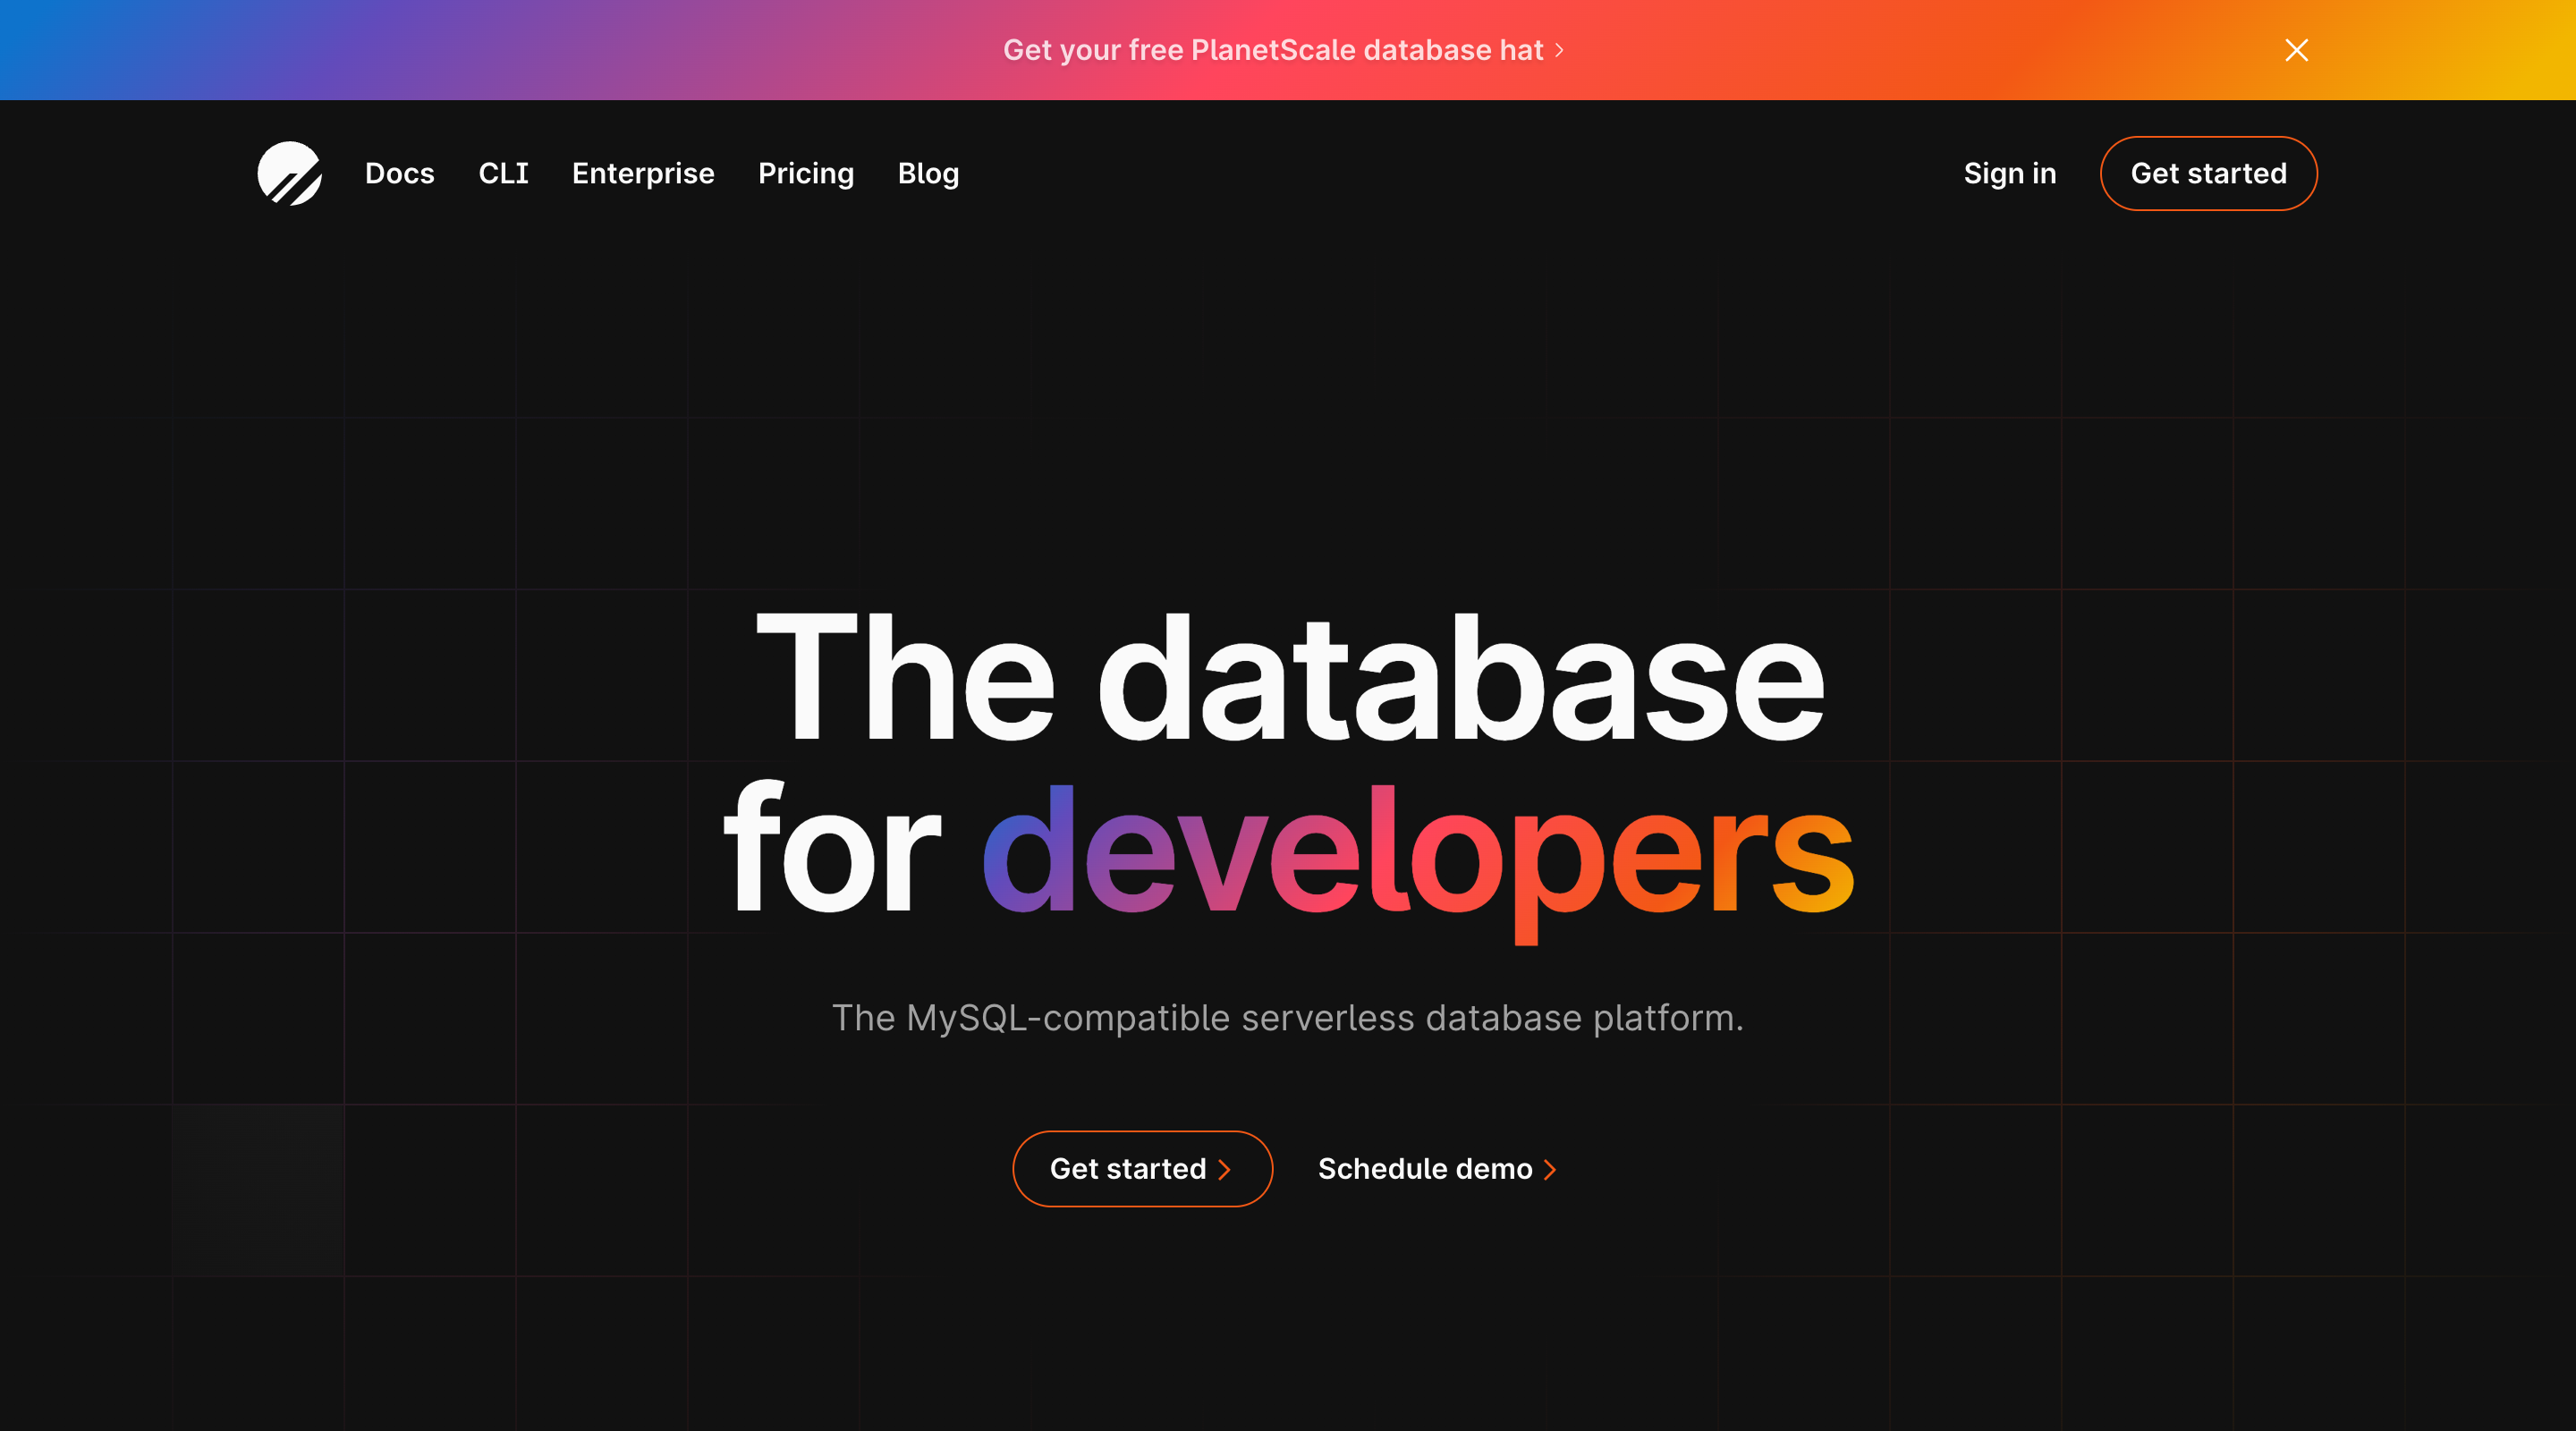 Get your free PlanetScale database hat
Docs CLI Enterprise Pricing Blog Sign in Get started
The database
for developers
The MySQL-compatible serverless database platform.
Get started Schedule demo